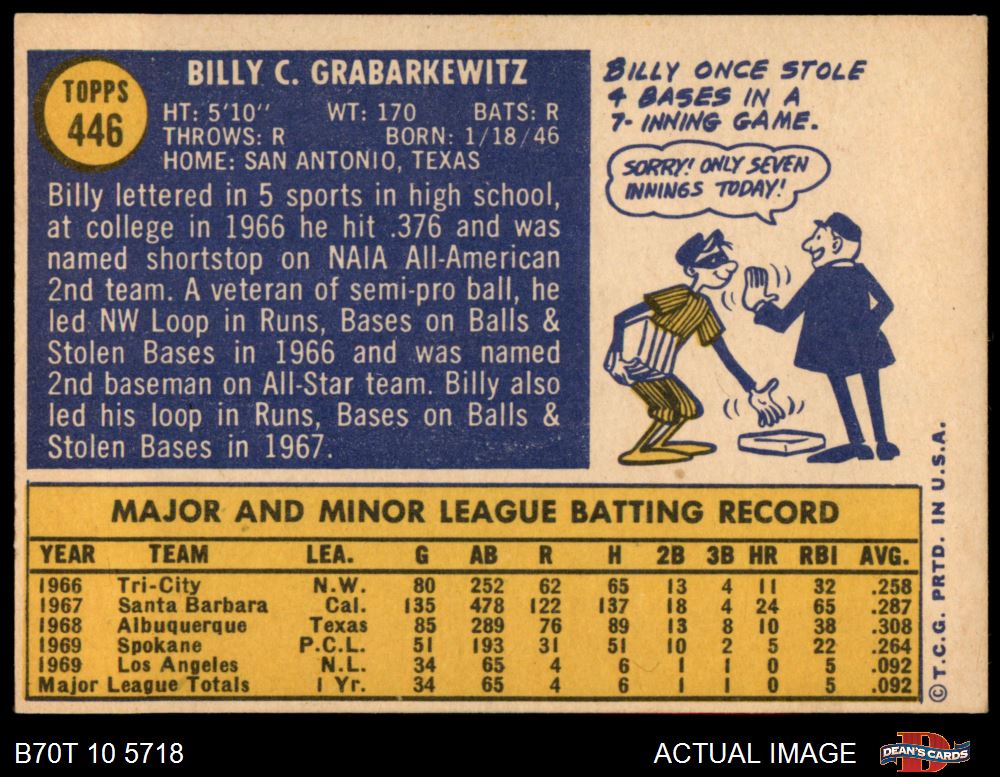 TOPPS
446
BILLY C. GRABARKEWITZ
HT: 5'10" WT: 170 BATS: R
THROWS: R BORN: 1/18/46
HOME: SAN ANTONIO, TEXAS
Billy lettered in 5 sports in high school,
at college in 1966 he hit .376 and was
named shortstop on NAIA All-American
2nd team. A veteran of semi-pro ball, he
led NW Loop in Runs, Bases on Balls &
Stolen Bases in 1966 and was named
2nd baseman on All-Star team. Billy also
led his loop in Runs, Bases on Balls &
Stolen Bases in 1967.
BILLY ONCE STOLE
4 BASES IN A
7-INNING GAME.
SORRY! ONLY SEVEN
INNINGS TODAY!
MAJOR AND MINOR LEAGUE BATTING RECORD
YEAR TEAM LEA. G AB R H 2B 3B HR RBI AVG.
1966 Tri-City N.W. 80 252 62 65 13 4 11 32 .258
1967 Santa Barbara Cal. 135 478 122 137 18 4 24 65 .287
1968 Albuquerque Texas 85 289 76 89 13 8 10 38 .308
1969 Spokane P.C.L. 51 193 31 51 10 2 5 22 .264
1969 Los Angeles N.L. 34 65 4 6 1 1 0 5 .092
Major League Totals 1 Yr. 34 65 4 6 1 1 0 5 .092
© T.C.G. PRTD. IN U.S.A.
B70T 10 5718
ACTUAL IMAGE
D
DEAN'S CARDS